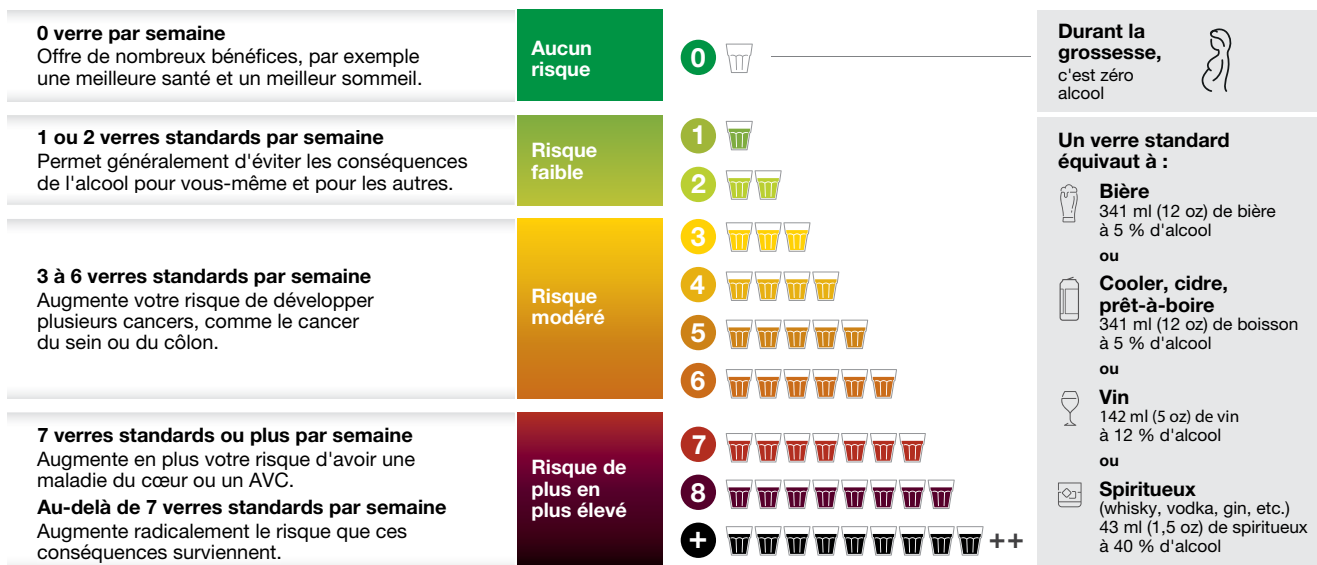 0 verre par semaine
Offre de nombreux bénéfices, par exemple
une meilleure santé et un meilleur sommeil.
Aucun
risque
0
Durant la
grossesse,
c'est zéro
alcool
1 ou 2 verres standards par semaine
Permet généralement d'éviter les conséquences
de l'alcool pour vous-même et pour les autres.
Risque
faible
1
2
3 à 6 verres standards par semaine
Augmente votre risque de développer
plusieurs cancers, comme le cancer
du sein ou du côlon.
Risque
modéré
3
4
5
6
7 verres standards ou plus par semaine
Augmente en plus votre risque d'avoir une
maladie du cœur ou un AVC.
Au-delà de 7 verres standards par semaine
Augmente radicalement le risque que ces
conséquences surviennent.
Risque de
plus en
plus élevé
7
8
+
++
Un verre standard
équivaut à :
Bière
341 ml (12 oz) de bière
à 5 % d'alcool
ou
Cooler, cidre,
prêt-à-boire
341 ml (12 oz) de boisson
à 5 % d'alcool
ou
Vin
142 ml (5 oz) de vin
à 12 % d'alcool
ou
Spiritueux
(whisky, vodka, gin, etc.)
43 ml (1,5 oz) de spiritueux
à 40 % d'alcool